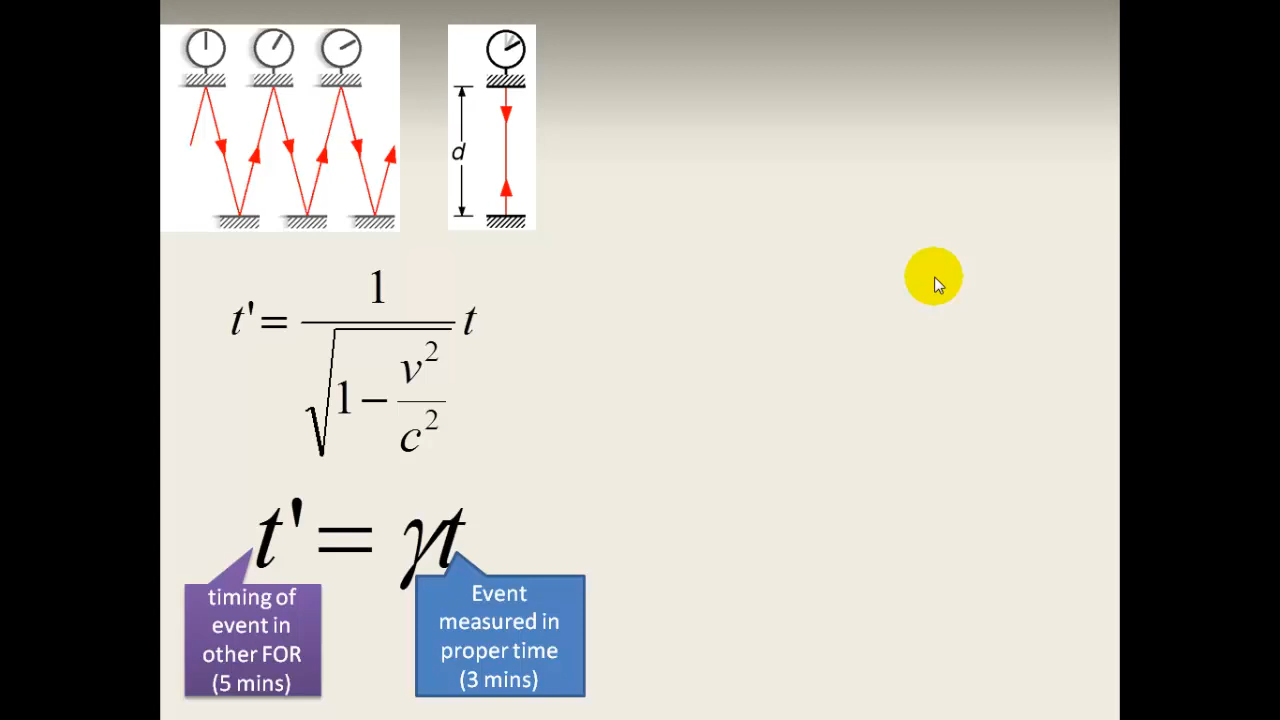 d
t' = 1 / √(1 − v²/c²) t
t' = γt
timing of
event in
other FOR
(5 mins)
Event
measured in
proper time
(3 mins)